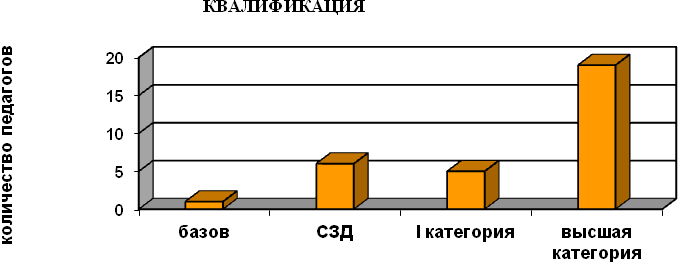 КВАЛИФИКАЦИЯ
количество педагогов
20
15
10
5
0
базов
СЗД
I категория
высшая
категория